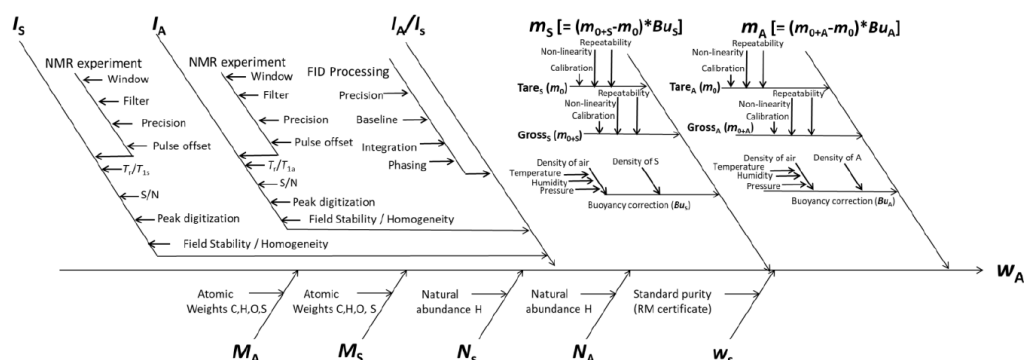 I_S
I_A
I_A/I_s
m_S [= (m_0+S-m_0)*Bu_S]
m_A [= (m_0+A-m_0)*Bu_A]
NMR experiment
Window
Filter
Precision
Pulse offset
T_r/T_1s
S/N
Peak digitization
Field Stability / Homogeneity
NMR experiment
Window
Filter
Precision
Pulse offset
T_r/T_1a
S/N
Peak digitization
Field Stability / Homogeneity
FID Processing
Precision
Baseline
Integration
Phasing
Repeatability
Non-linearity
Calibration
Tare_S (m_0)
Repeatability
Non-linearity
Calibration
Gross_S (m_0+S)
Density of air
Density of S
Temperature
Humidity
Pressure
Buoyancy correction (Bu_S)
Repeatability
Non-linearity
Calibration
Tare_A (m_0)
Repeatability
Non-linearity
Calibration
Gross_A (m_0+A)
Density of air
Density of A
Temperature
Humidity
Pressure
Buoyancy correction (Bu_A)
w_A
Atomic
Weights C,H,O,S
Atomic
Weights C,H,O, S
Natural
abundance H
Natural
abundance H
Standard purity
(RM certificate)
M_A
M_S
N_s
N_A
w_s